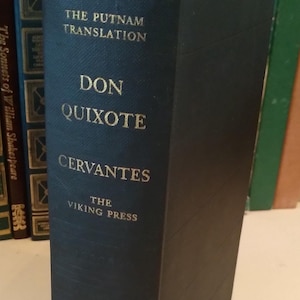 THE PUTNAM
TRANSLATION
DON
QUIXOTE
CERVANTES
THE
VIKING PRESS
The Sonnets of William Shakespeare